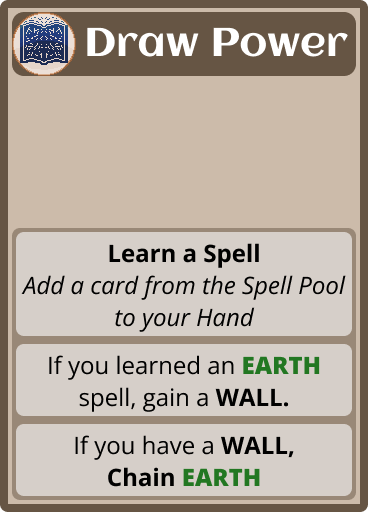 Draw Power
Learn a Spell
Add a card from the Spell Pool
to your Hand
If you learned an EARTH
spell, gain a WALL.
If you have a WALL,
Chain EARTH